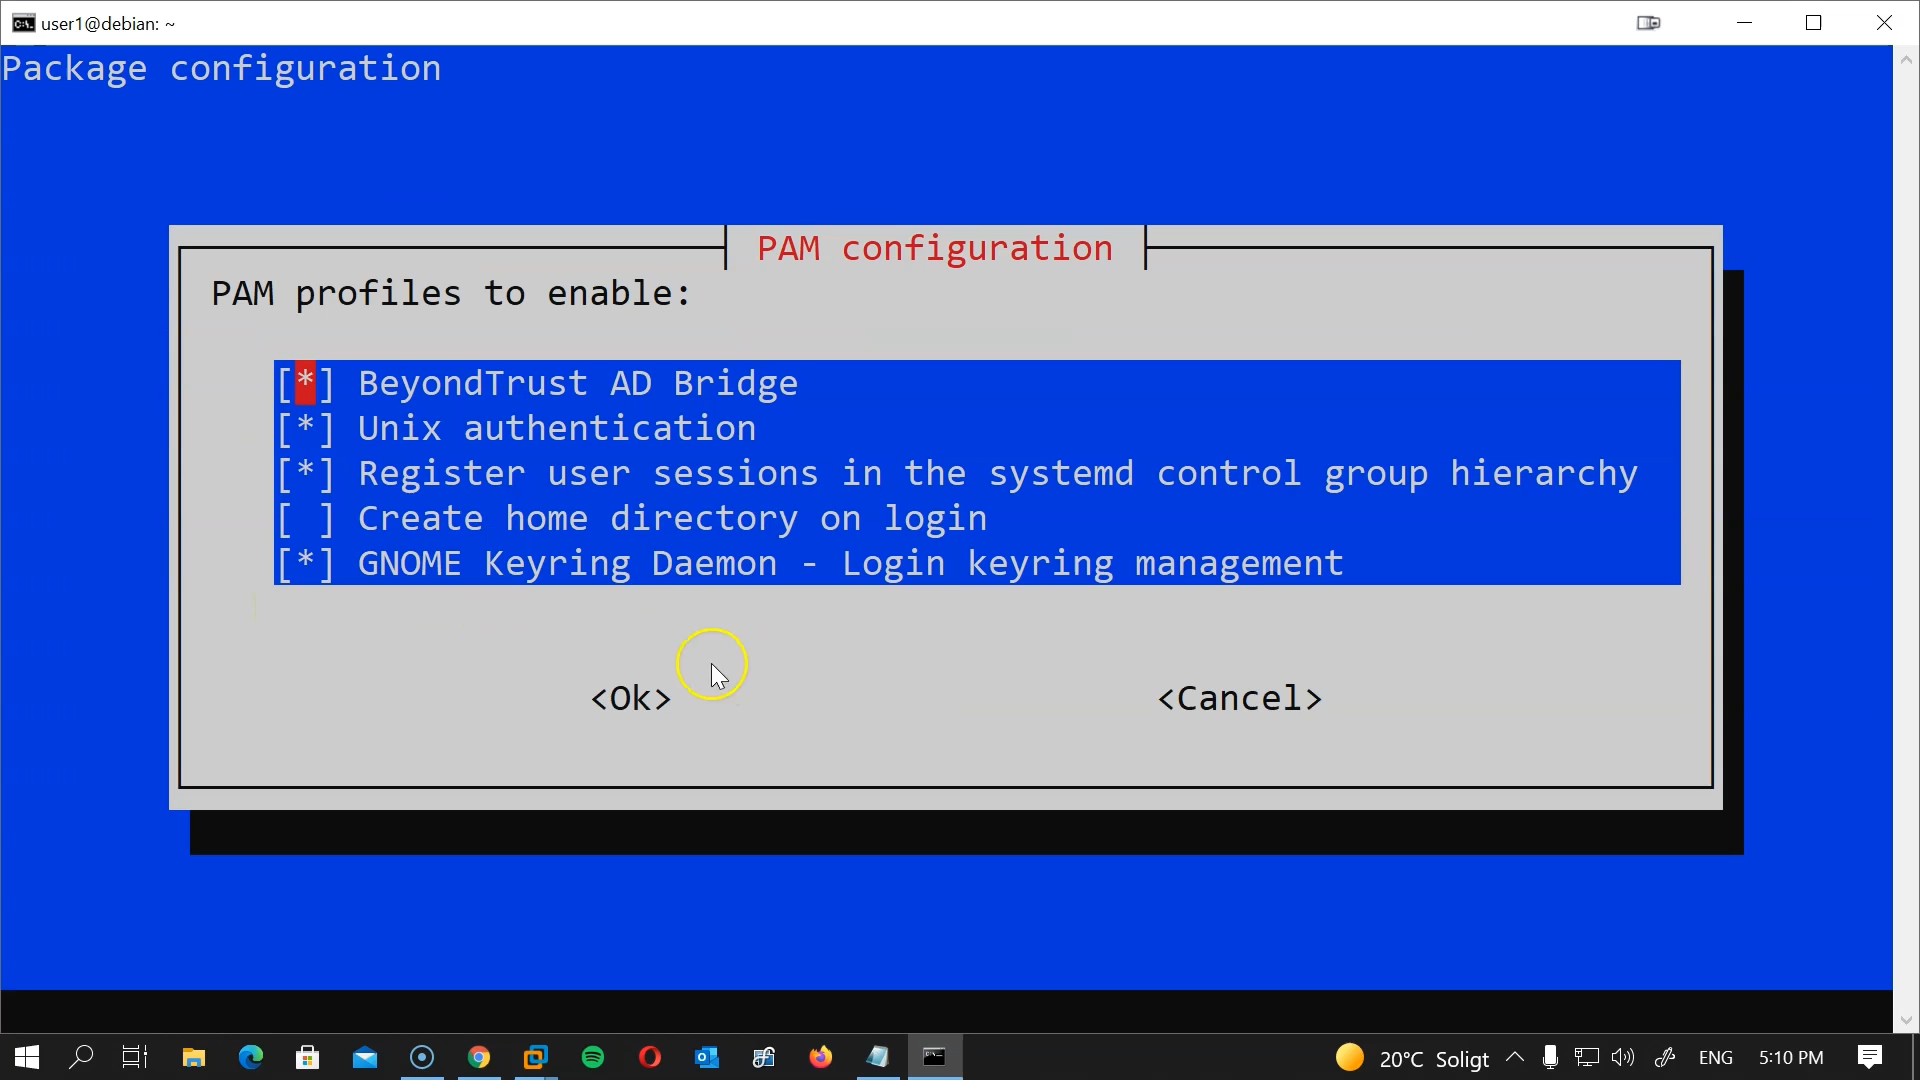 user1@debian: ~
Package configuration
PAM configuration
PAM profiles to enable:
[*] BeyondTrust AD Bridge
[*] Unix authentication
[*] Register user sessions in the systemd control group hierarchy
[ ] Create home directory on login
[*] GNOME Keyring Daemon - Login keyring management
<Ok> <Cancel>
20°C Soligt ENG 5:10 PM